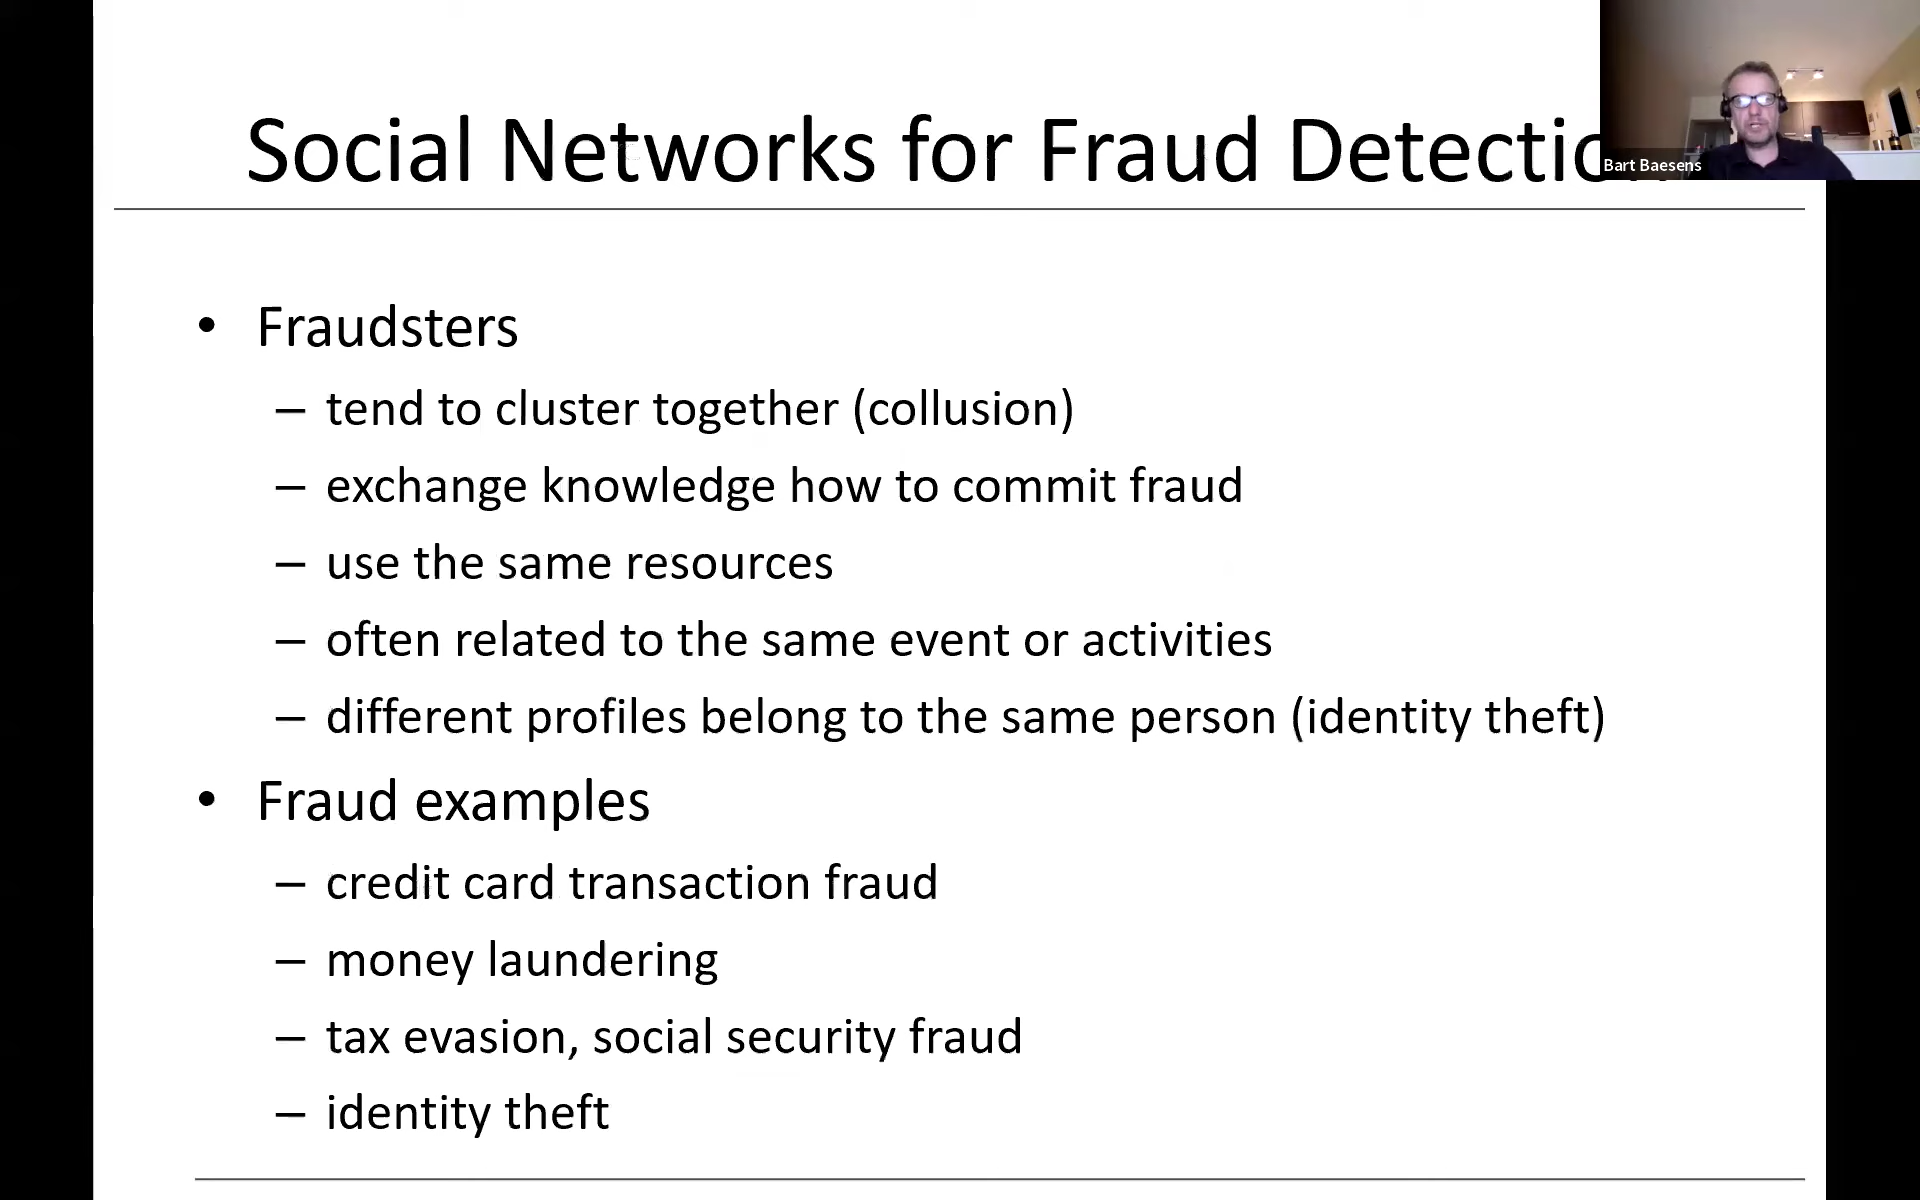 Social Networks for Fraud Detectio
Bart Baesens
• Fraudsters
– tend to cluster together (collusion)
– exchange knowledge how to commit fraud
– use the same resources
– often related to the same event or activities
– different profiles belong to the same person (identity theft)
• Fraud examples
– credit card transaction fraud
– money laundering
– tax evasion, social security fraud
– identity theft